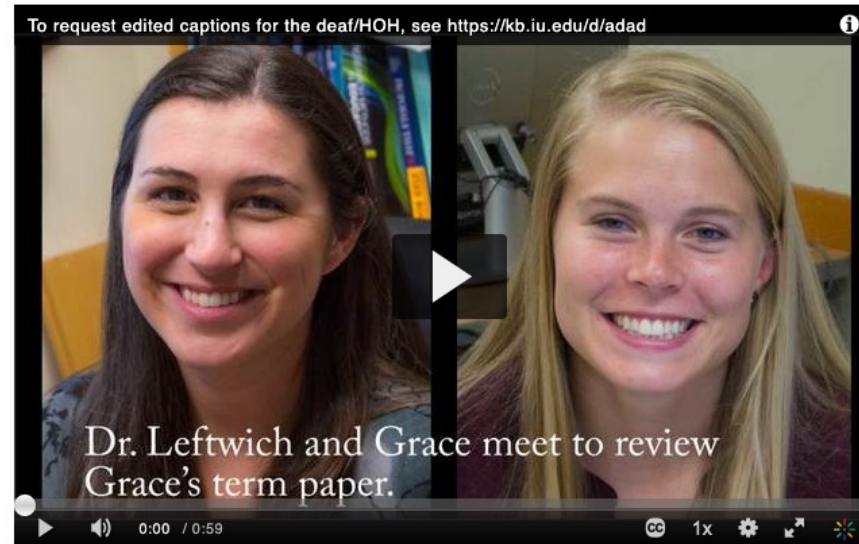 To request edited captions for the deaf/HOH, see https://kb.iu.edu/d/adad
Dr. Leftwich and Grace meet to review
Grace's term paper.
0:00 / 0:59
CC 1x